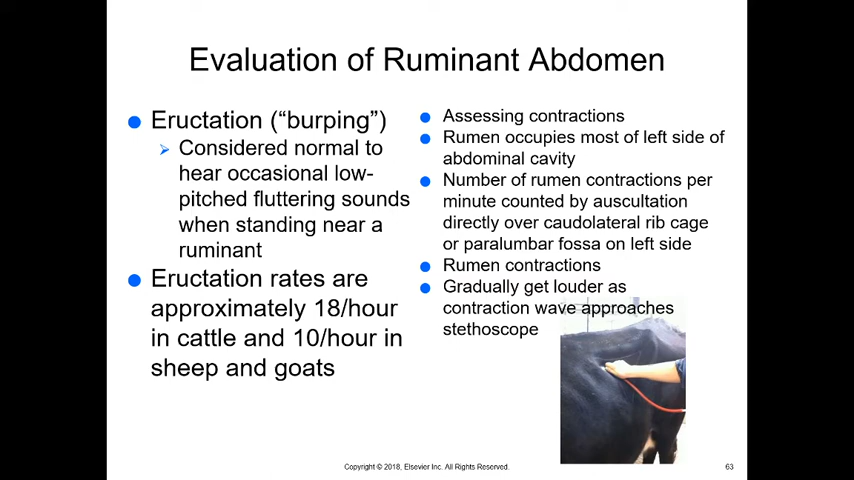 Evaluation of Ruminant Abdomen
Eructation (“burping”)
Considered normal to
hear occasional low-
pitched fluttering sounds
when standing near a
ruminant
Eructation rates are
approximately 18/hour
in cattle and 10/hour in
sheep and goats
Assessing contractions
Rumen occupies most of left side of
abdominal cavity
Number of rumen contractions per
minute counted by auscultation
directly over caudolateral rib cage
or paralumbar fossa on left side
Rumen contractions
Gradually get louder as
contraction wave approaches
stethoscope
Copyright © 2018, Elsevier Inc. All Rights Reserved.
63